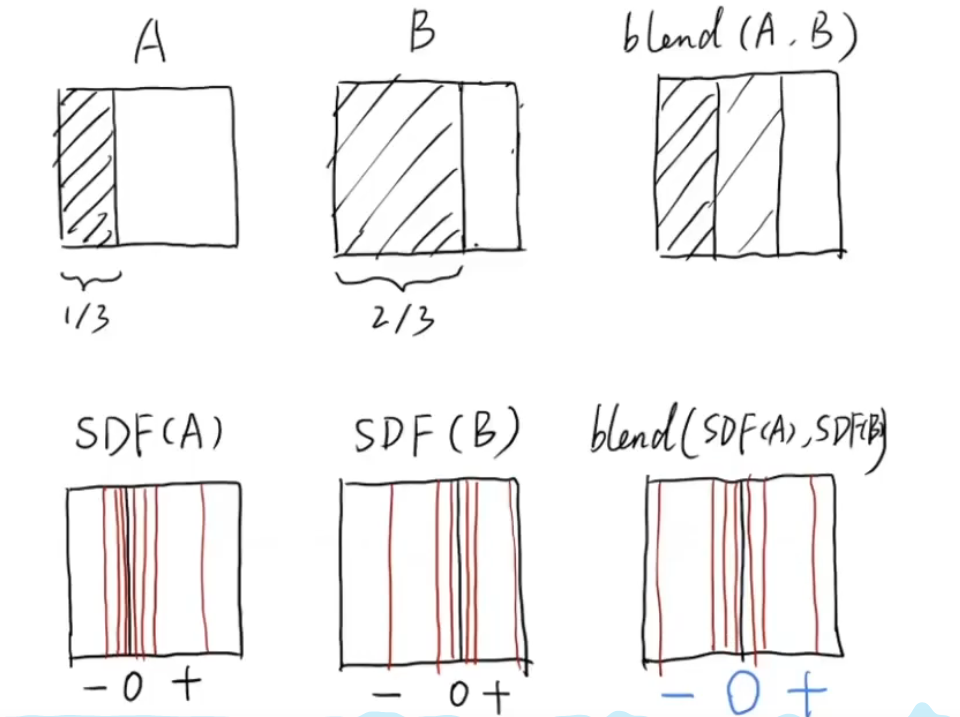 A B blend(A,B)
1/3 2/3
SDF(A) SDF(B) blend(SDF(A),SDF(B))
- 0 + - 0 + - 0 +